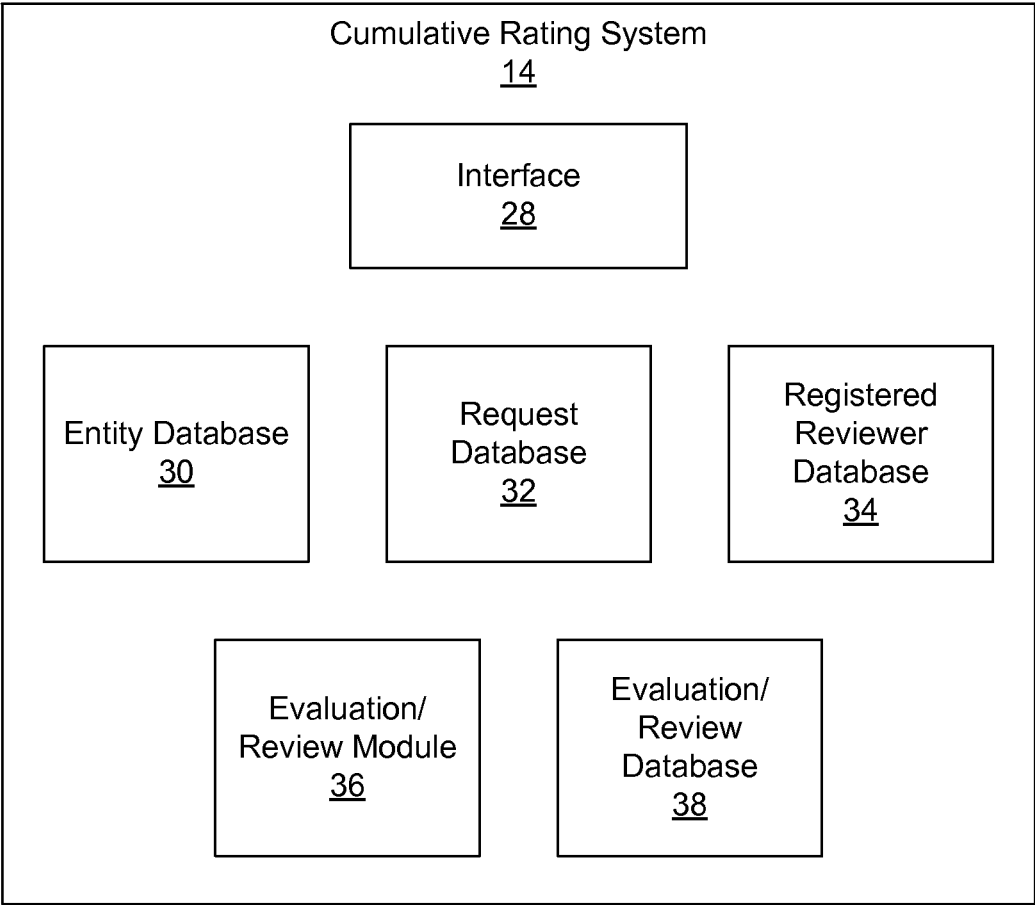 Cumulative Rating System
14
Interface
28
Entity Database
30
Request
Database
32
Registered
Reviewer
Database
34
Evaluation/
Review Module
36
Evaluation/
Review
Database
38